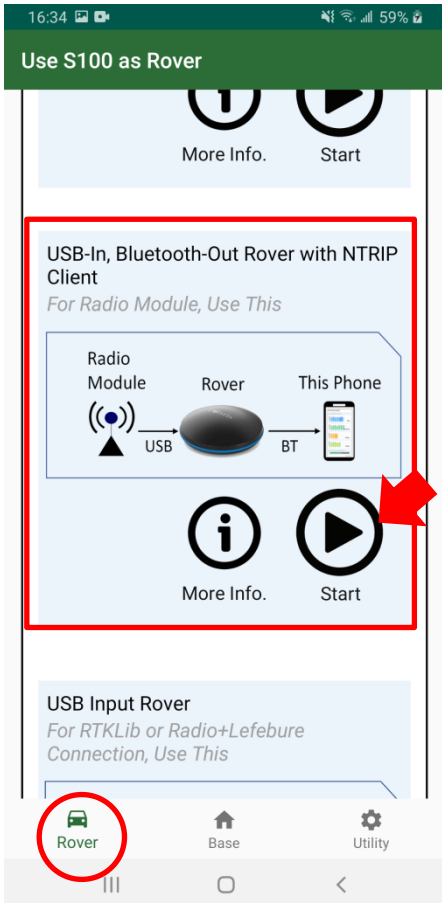 16:34 59%
Use S100 as Rover
More Info. Start
USB-In, Bluetooth-Out Rover with NTRIP
Client
For Radio Module, Use This
Radio
Module Rover This Phone
USB BT
More Info. Start
USB Input Rover
For RTKLib or Radio+Lefebure
Connection, Use This
Rover Base Utility